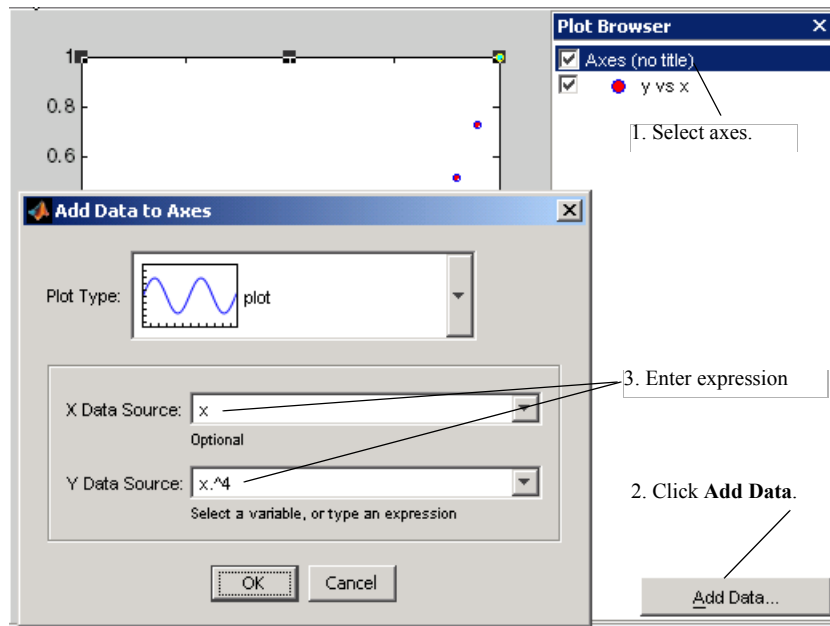 Plot Browser
Axes (no title)
y vs x
1. Select axes.
1
0.8
0.6
Add Data to Axes
Plot Type:
plot
3. Enter expression
X Data Source:
x
Optional
Y Data Source:
x.^4
Select a variable, or type an expression
2. Click Add Data.
OK
Cancel
Add Data...